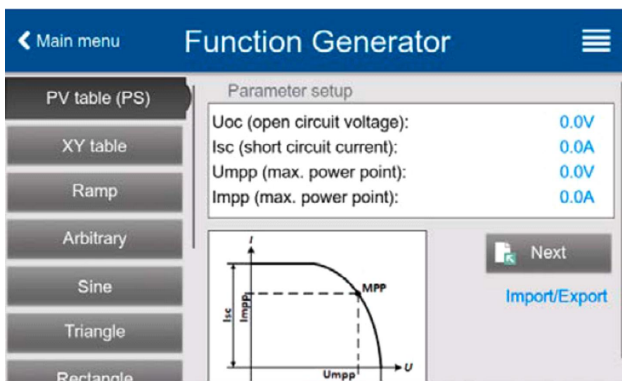 Main menu
Function Generator
PV table (PS)
XY table
Ramp
Arbitrary
Sine
Triangle
Rectangle
Parameter setup
Uoc (open circuit voltage): 0.0V
Isc (short circuit current): 0.0A
Umpp (max. power point): 0.0V
Impp (max. power point): 0.0A
I
Isc
Impp
MPP
Umpp
U
Next
Import/Export